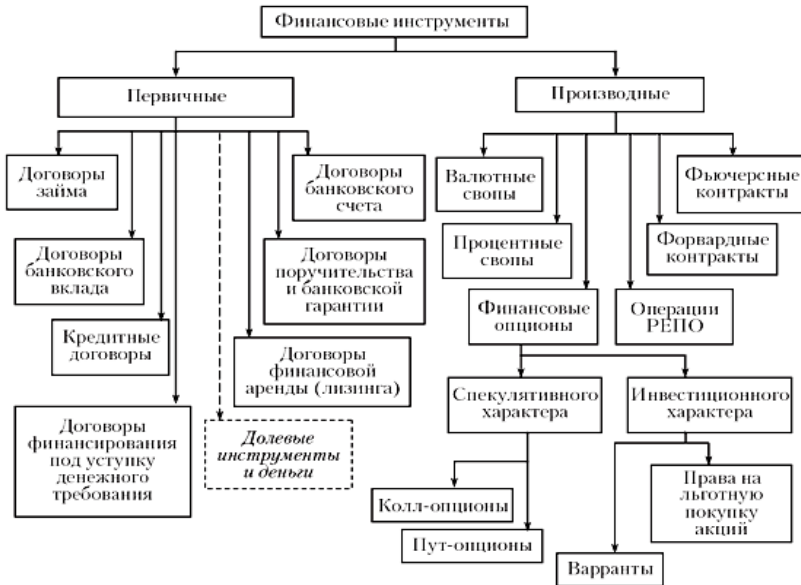 Финансовые инструменты
Первичные
Производные
Договоры
займа
Договоры
банковского
счета
Валютные
свопы
Фьючерсные
контракты
Договоры
банковского
вклада
Договоры
поручительства
и банковской
гарантии
Процентные
свопы
Форвардные
контракты
Кредитные
договоры
Финансовые
опционы
Операции
РЕПО
Договоры
финансовой
аренды (лизинга)
Договоры
финансирования
под уступку
денежного
требования
Долевые
инструменты
и деньги
Спекулятивного
характера
Инвестиционного
характера
Колл-опционы
Пут-опционы
Права на
льготную
покупку
акций
Варранты